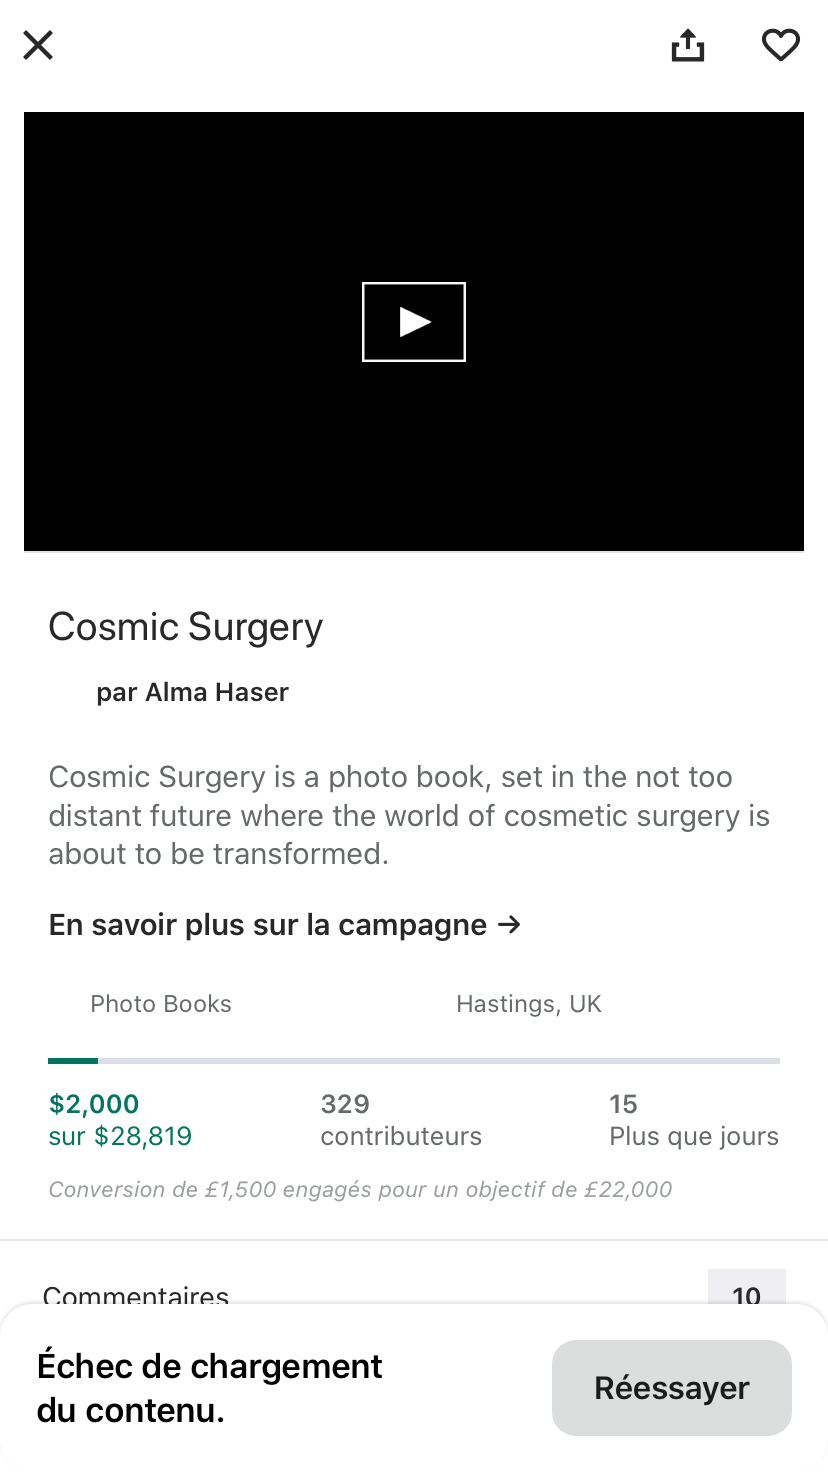 Cosmic Surgery
par Alma Haser
Cosmic Surgery is a photo book, set in the not too
distant future where the world of cosmetic surgery is
about to be transformed.
En savoir plus sur la campagne →
Photo Books
Hastings, UK
$2,000
sur $28,819
329
contributeurs
15
Plus que jours
Conversion de £1,500 engagés pour un objectif de £22,000
Commentaires
10
Échec de chargement
du contenu.
Réessayer